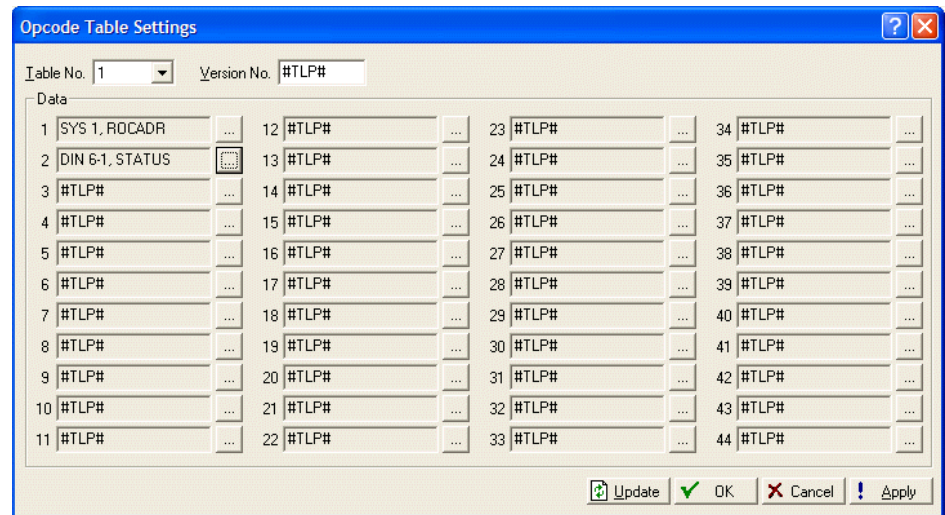 Opcode Table Settings
Table No. 1 Version No. #TLP#
Data
1 SYS 1, ROCADR ... 12 #TLP# ... 23 #TLP# ... 34 #TLP# ...
2 DIN 6-1, STATUS ... 13 #TLP# ... 24 #TLP# ... 35 #TLP# ...
3 #TLP# ... 14 #TLP# ... 25 #TLP# ... 36 #TLP# ...
4 #TLP# ... 15 #TLP# ... 26 #TLP# ... 37 #TLP# ...
5 #TLP# ... 16 #TLP# ... 27 #TLP# ... 38 #TLP# ...
6 #TLP# ... 17 #TLP# ... 28 #TLP# ... 39 #TLP# ...
7 #TLP# ... 18 #TLP# ... 29 #TLP# ... 40 #TLP# ...
8 #TLP# ... 19 #TLP# ... 30 #TLP# ... 41 #TLP# ...
9 #TLP# ... 20 #TLP# ... 31 #TLP# ... 42 #TLP# ...
10 #TLP# ... 21 #TLP# ... 32 #TLP# ... 43 #TLP# ...
11 #TLP# ... 22 #TLP# ... 33 #TLP# ... 44 #TLP# ...
Update OK Cancel Apply